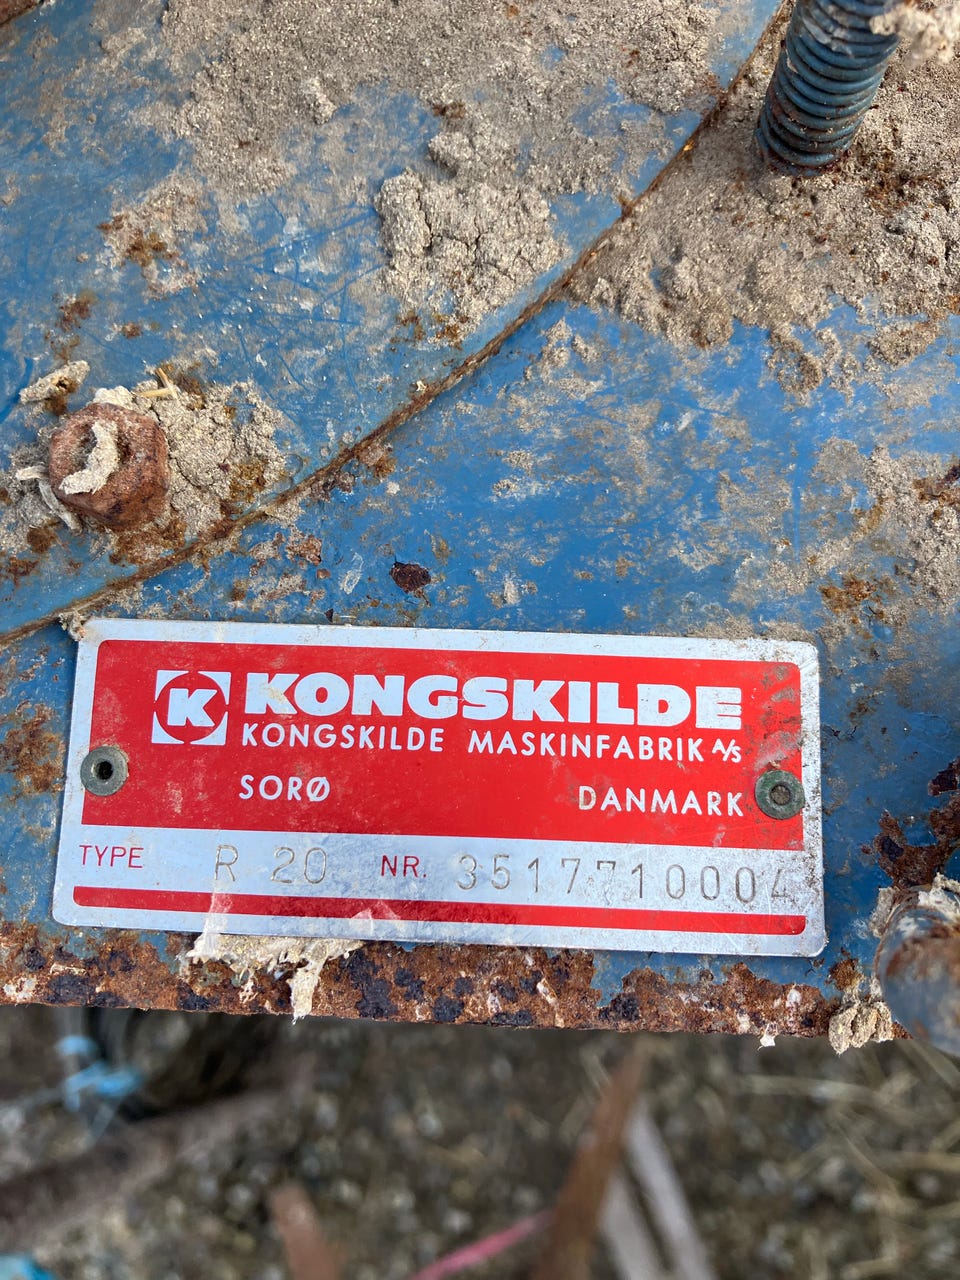 K KONGSKILDE
KONGSKILDE MASKINFABRIK A/S
SORØ DANMARK
TYPE R 20 NR. 3517710004